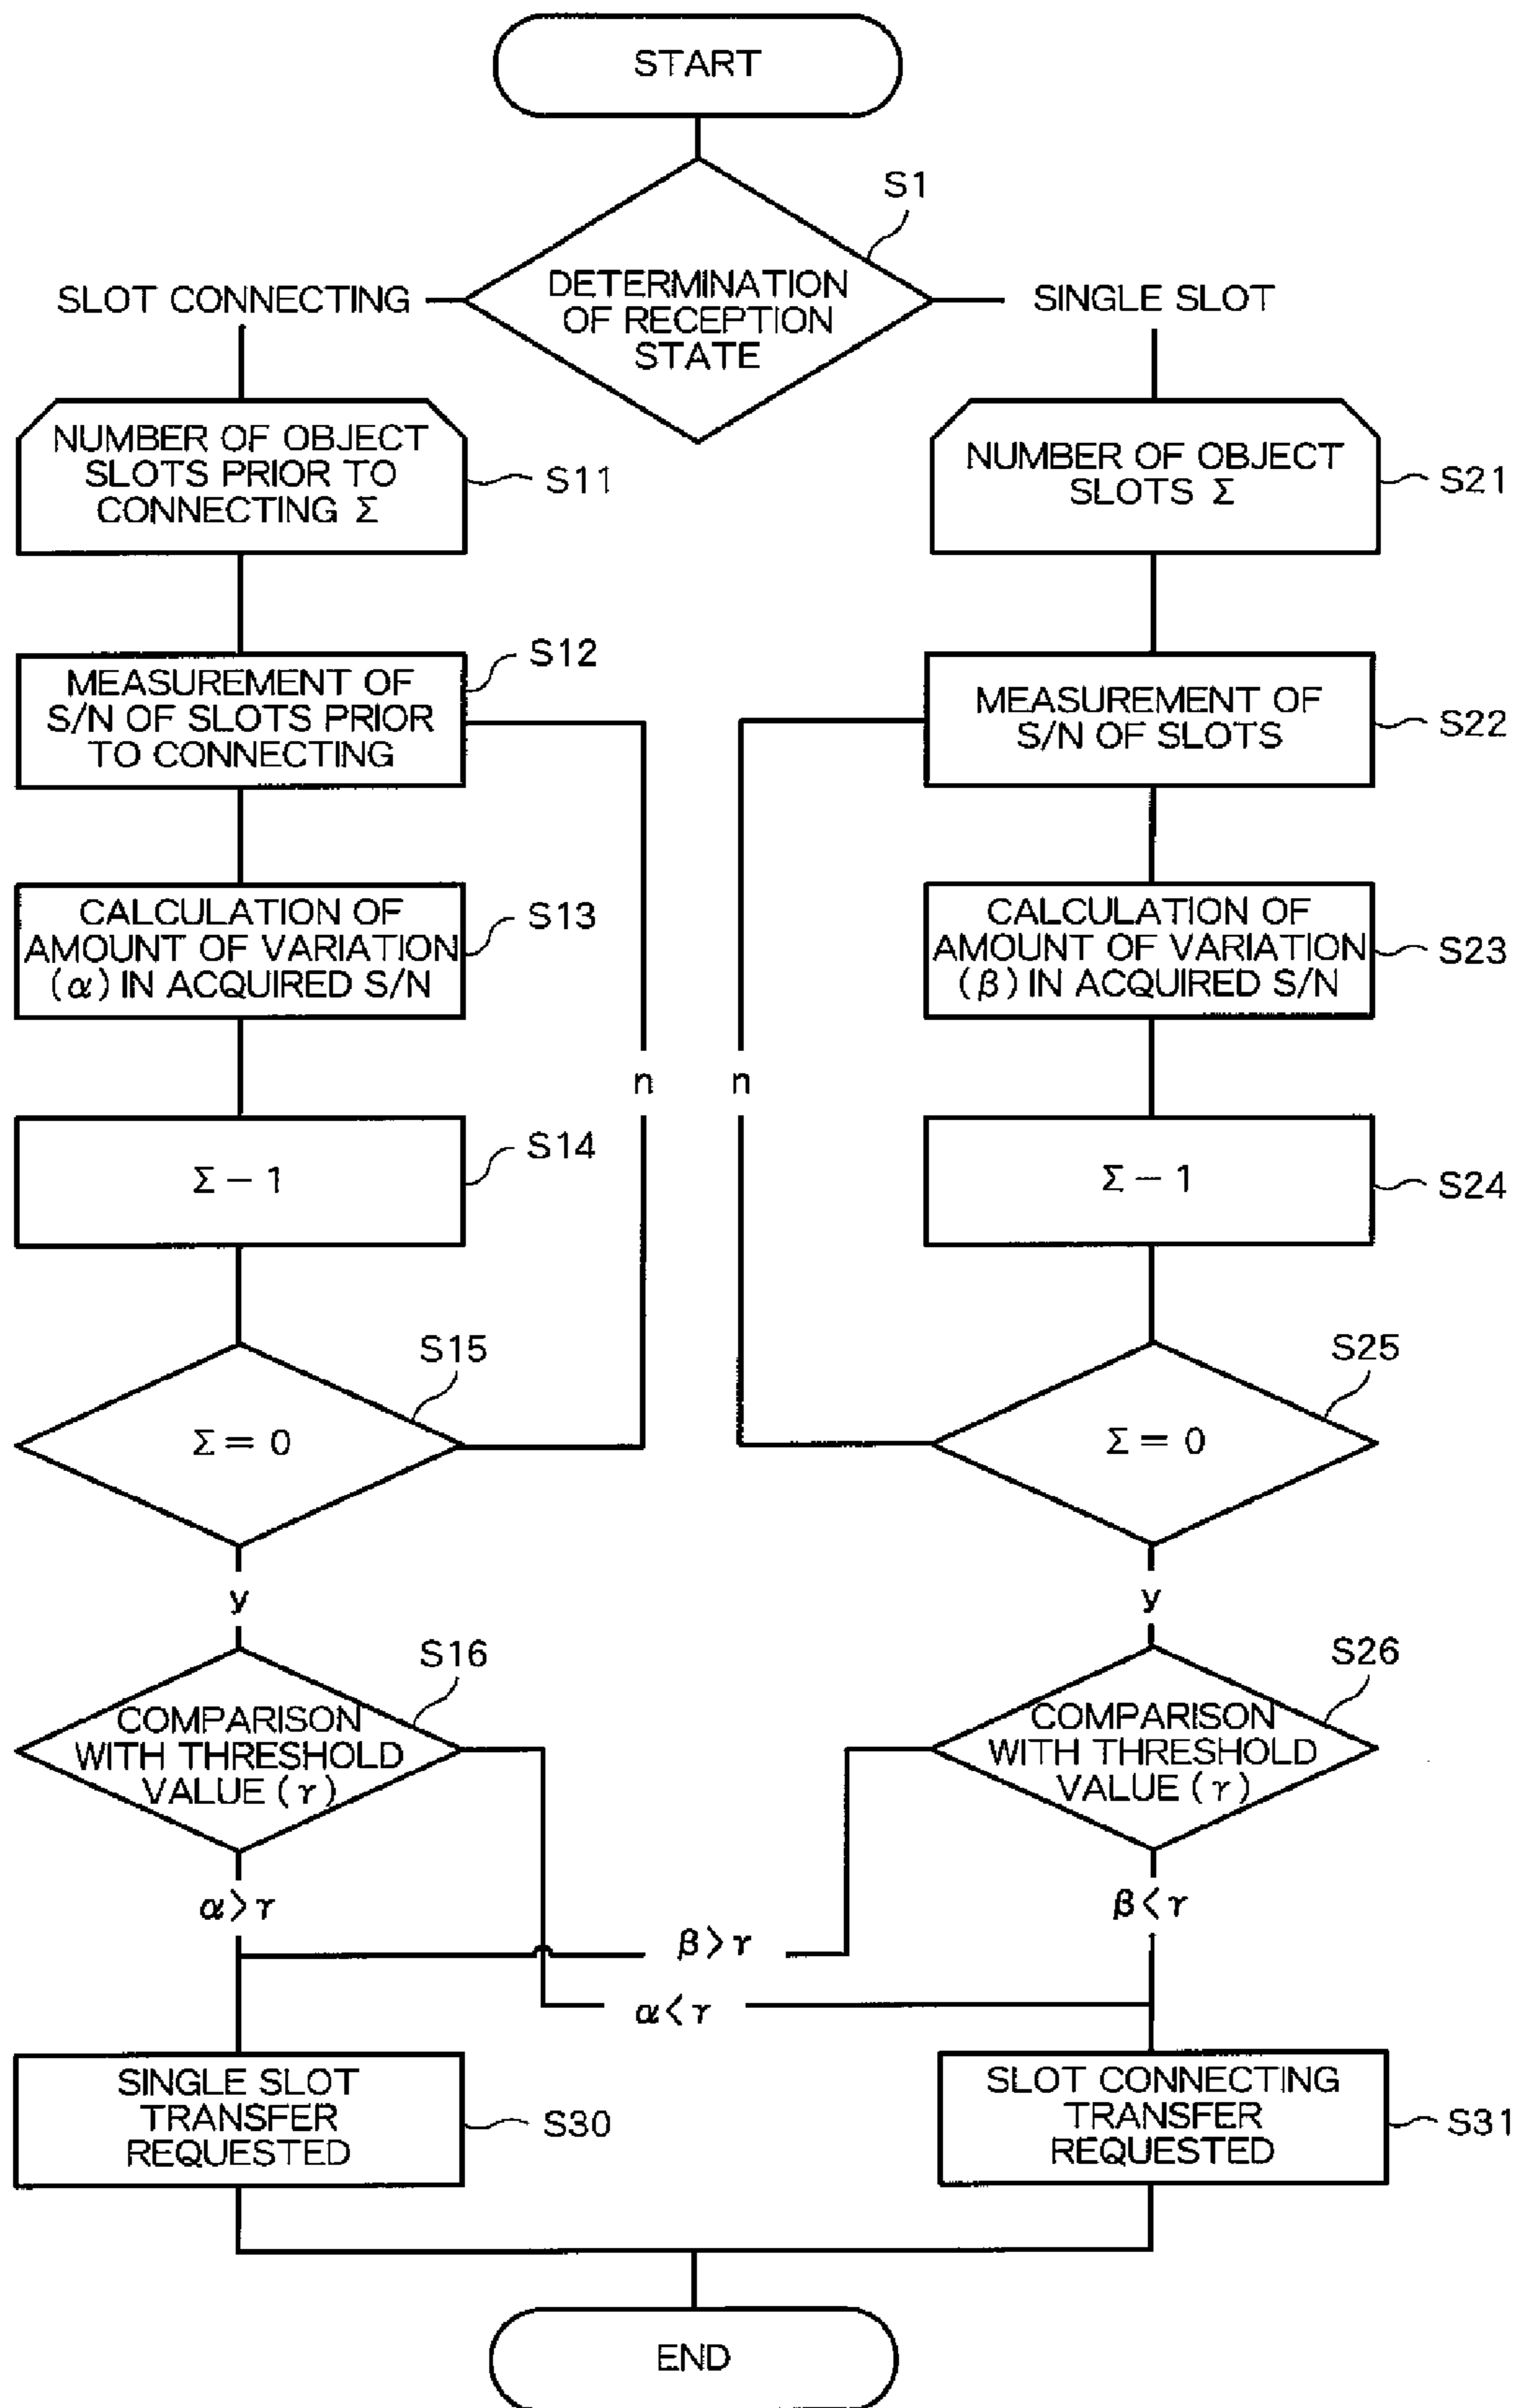 START
S1
DETERMINATION
OF RECEPTION
STATE
SLOT CONNECTING
SINGLE SLOT
NUMBER OF OBJECT
SLOTS PRIOR TO
CONNECTING Σ
S11
NUMBER OF OBJECT
SLOTS Σ
S21
MEASUREMENT OF
S/N OF SLOTS PRIOR
TO CONNECTING
S12
MEASUREMENT OF
S/N OF SLOTS
S22
CALCULATION OF
AMOUNT OF VARIATION
(α) IN ACQUIRED S/N
S13
CALCULATION OF
AMOUNT OF VARIATION
(β) IN ACQUIRED S/N
S23
n
n
Σ − 1
S14
Σ − 1
S24
Σ = 0
S15
Σ = 0
S25
y
y
COMPARISON
WITH THRESHOLD
VALUE (γ)
S16
COMPARISON
WITH THRESHOLD
VALUE (γ)
S26
α > γ
β < γ
β > γ
α < γ
SINGLE SLOT
TRANSFER
REQUESTED
S30
SLOT CONNECTING
TRANSFER
REQUESTED
S31
END